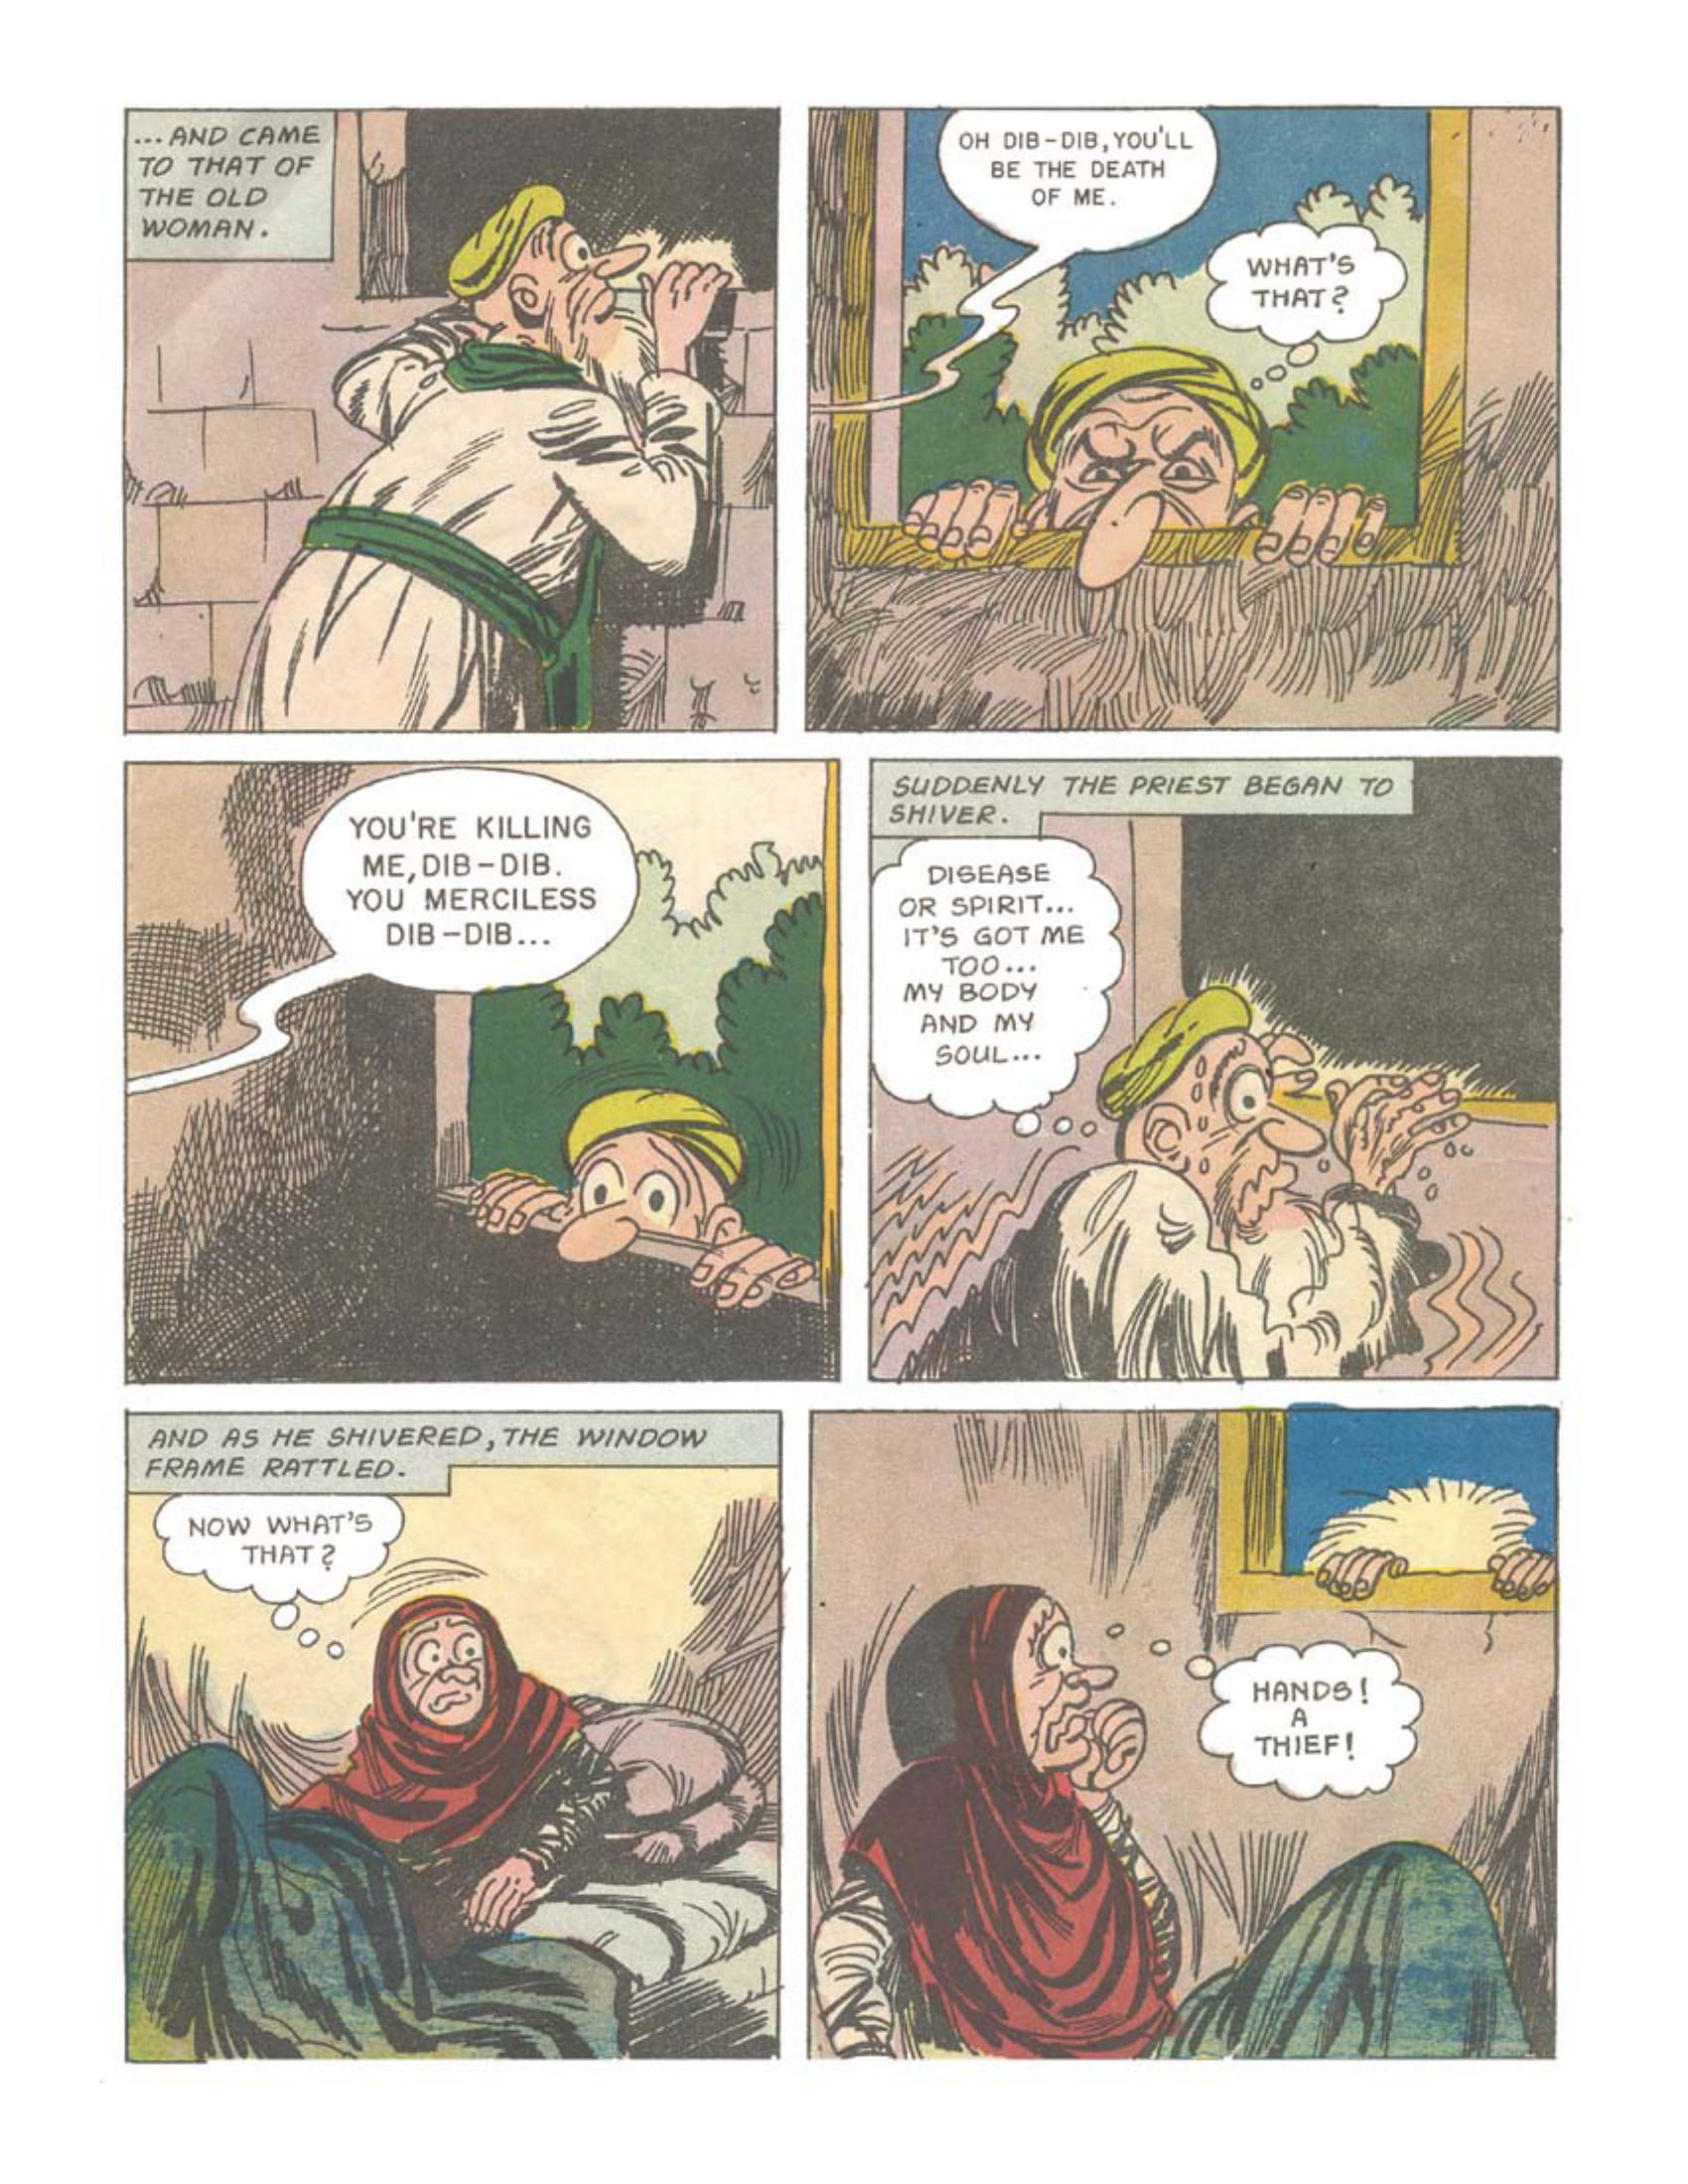 ...AND CAME
TO THAT OF
THE OLD
WOMAN.
OH DIB-DIB, YOU'LL
BE THE DEATH
OF ME.
WHAT'S
THAT?
YOU'RE KILLING
ME, DIB-DIB.
YOU MERCILESS
DIB-DIB...
SUDDENLY THE PRIEST BEGAN TO
SHIVER.
DISEASE
OR SPIRIT...
IT'S GOT ME
TOO...
MY BODY
AND MY
SOUL...
AND AS HE SHIVERED, THE WINDOW
FRAME RATTLED.
NOW WHAT'S
THAT?
HANDS!
A
THIEF!